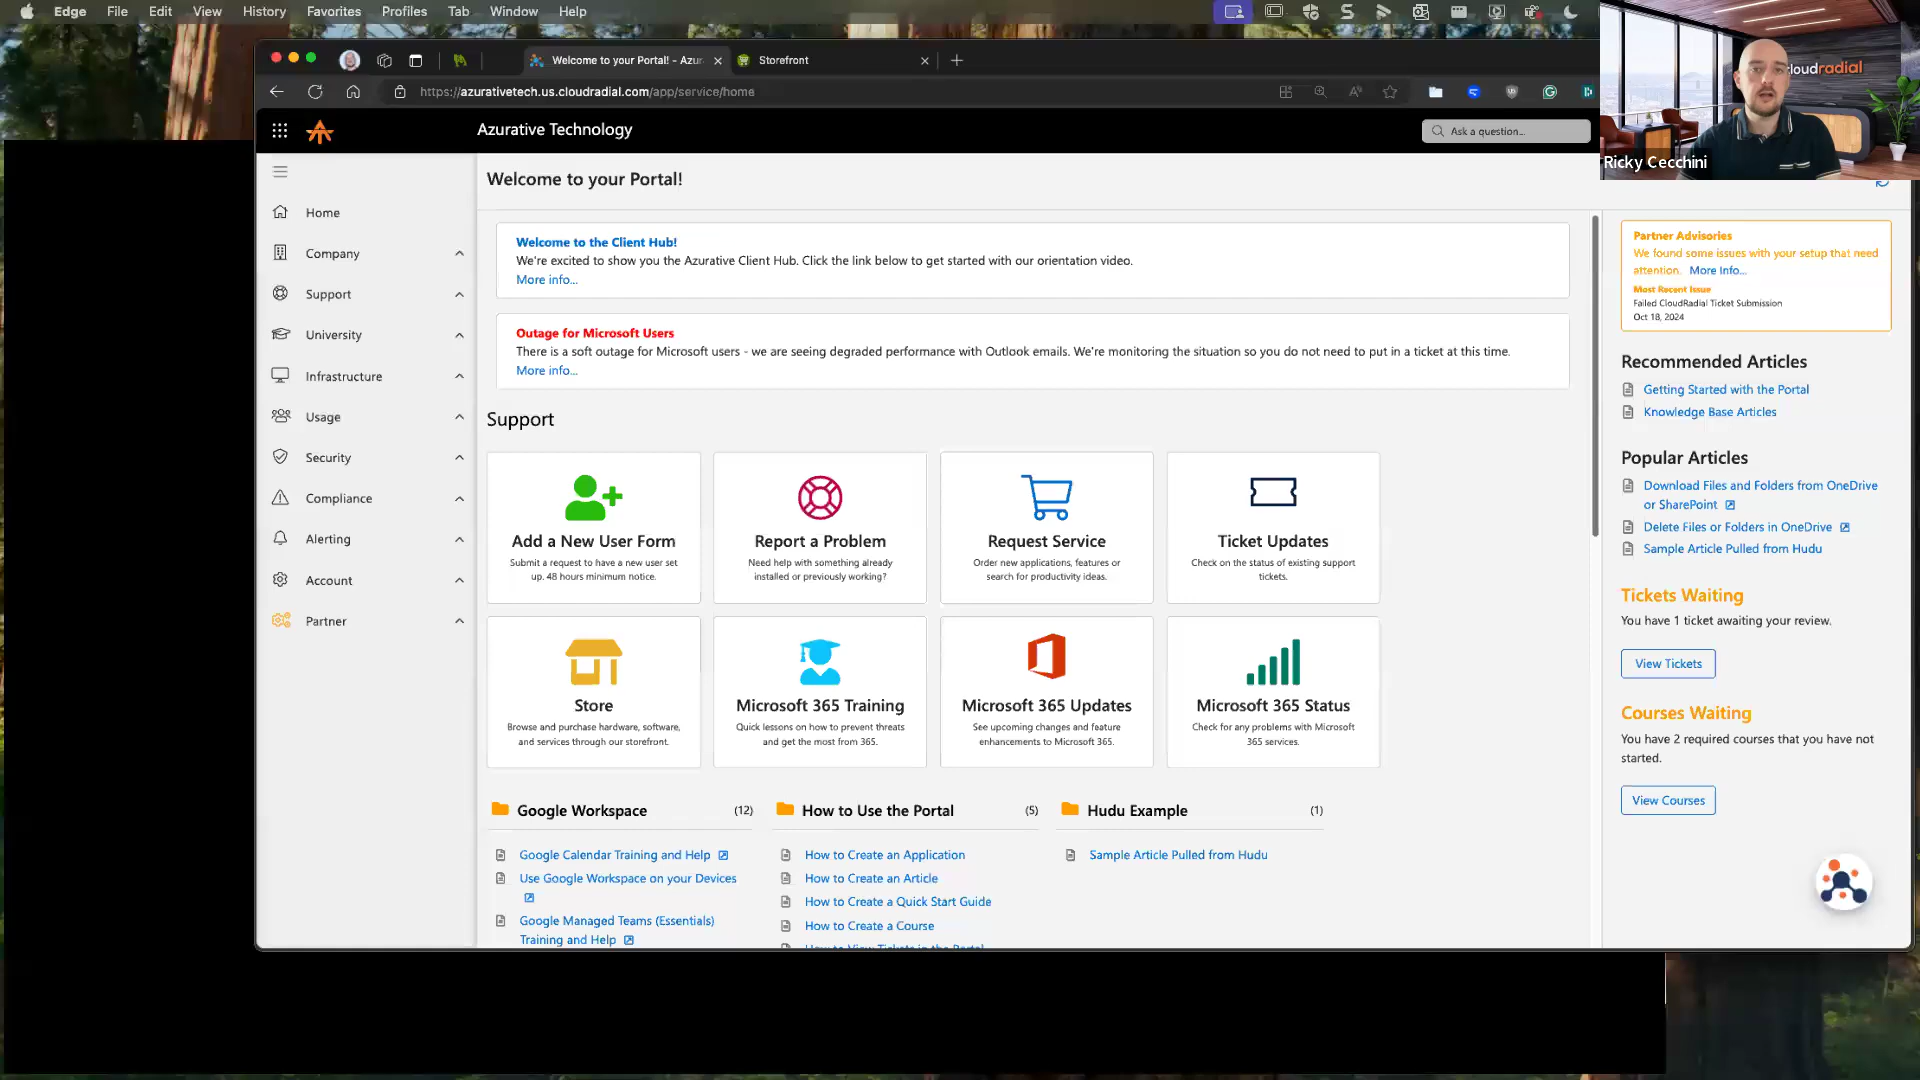 Edge File Edit View History Favorites Profiles Tab Window Help
Welcome to your Portal! - Azur
Storefront
https://azurativetech.us.cloudradial.com/app/service/home
Azurative Technology
Ask a question...
cloudradial
Ricky Cecchini
Welcome to your Portal!
Home
Company
Support
University
Infrastructure
Usage
Security
Compliance
Alerting
Account
Partner
Welcome to the Client Hub!
We're excited to show you the Azurative Client Hub. Click the link below to get started with our orientation video.
More info...
Outage for Microsoft Users
There is a soft outage for Microsoft users - we are seeing degraded performance with Outlook emails. We're monitoring the situation so you do not need to put in a ticket at this time.
More info...
Support
Add a New User Form
Submit a request to have a new user set
up. 48 hours minimum notice.
Report a Problem
Need help with something already
installed or previously working?
Request Service
Order new applications, features or
search for productivity ideas.
Ticket Updates
Check on the status of existing support
tickets.
Store
Browse and purchase hardware, software,
and services through our storefront.
Microsoft 365 Training
Quick lessons on how to prevent threats
and get the most from 365.
Microsoft 365 Updates
See upcoming changes and feature
enhancements to Microsoft 365.
Microsoft 365 Status
Check for any problems with Microsoft
365 services.
Google Workspace (12)
Google Calendar Training and Help
Use Google Workspace on your Devices
Google Managed Teams (Essentials)
Training and Help
How to Use the Portal (5)
How to Create an Application
How to Create an Article
How to Create a Quick Start Guide
How to Create a Course
How to View Tickets in the Portal
Hudu Example (1)
Sample Article Pulled from Hudu
Partner Advisories
We found some issues with your setup that need
attention. More Info...
Most Recent Issue
Failed CloudRadial Ticket Submission
Oct 18, 2024
Recommended Articles
Getting Started with the Portal
Knowledge Base Articles
Popular Articles
Download Files and Folders from OneDrive
or SharePoint
Delete Files or Folders in OneDrive
Sample Article Pulled from Hudu
Tickets Waiting
You have 1 ticket awaiting your review.
View Tickets
Courses Waiting
You have 2 required courses that you have not
started.
View Courses